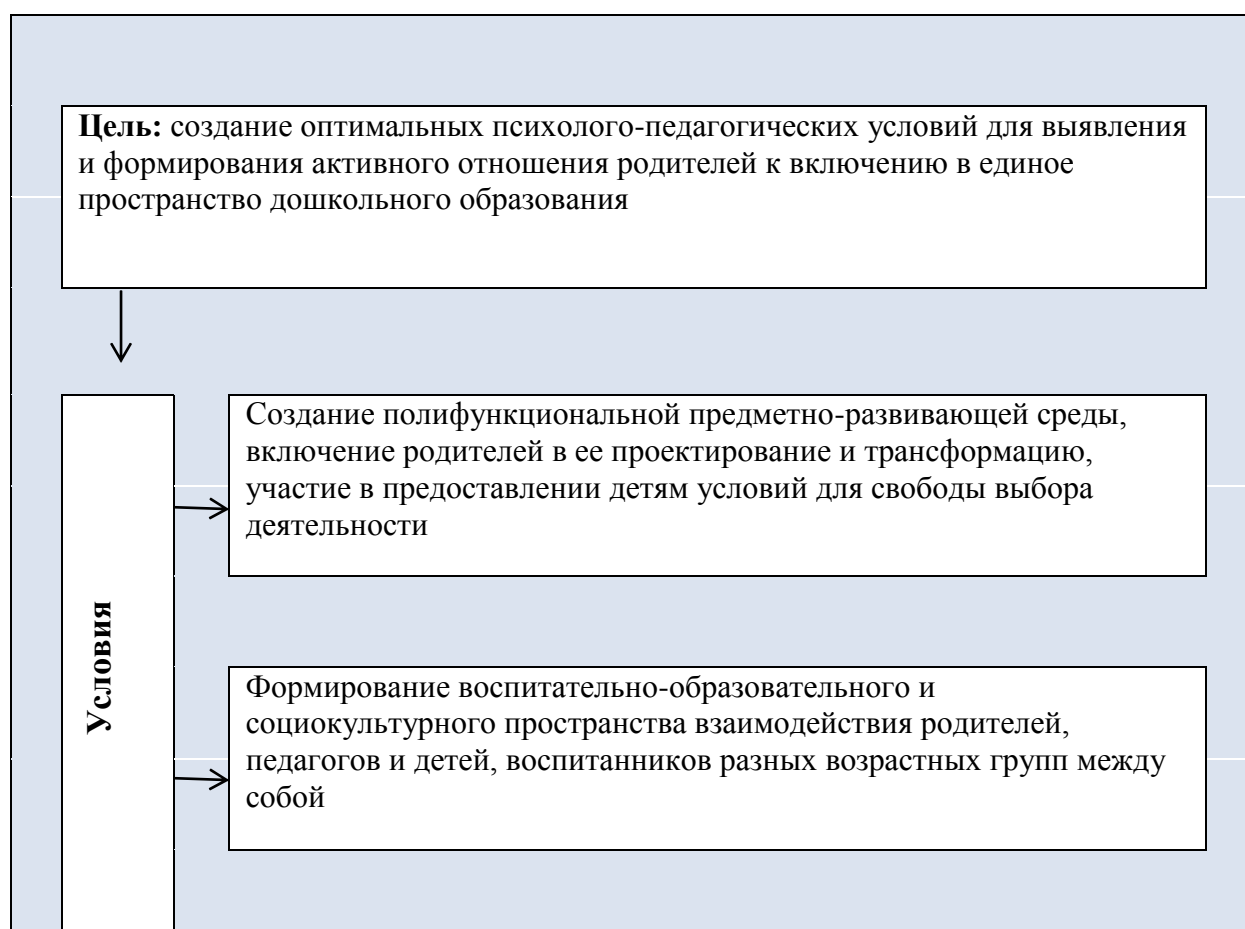 Цель: создание оптимальных психолого-педагогических условий для выявления
и формирования активного отношения родителей к включению в единое
пространство дошкольного образования
Условия
Создание полифункциональной предметно-развивающей среды,
включение родителей в ее проектирование и трансформацию,
участие в предоставлении детям условий для свободы выбора
деятельности
Формирование воспитательно-образовательного и
социокультурного пространства взаимодействия родителей,
педагогов и детей, воспитанников разных возрастных групп между
собой